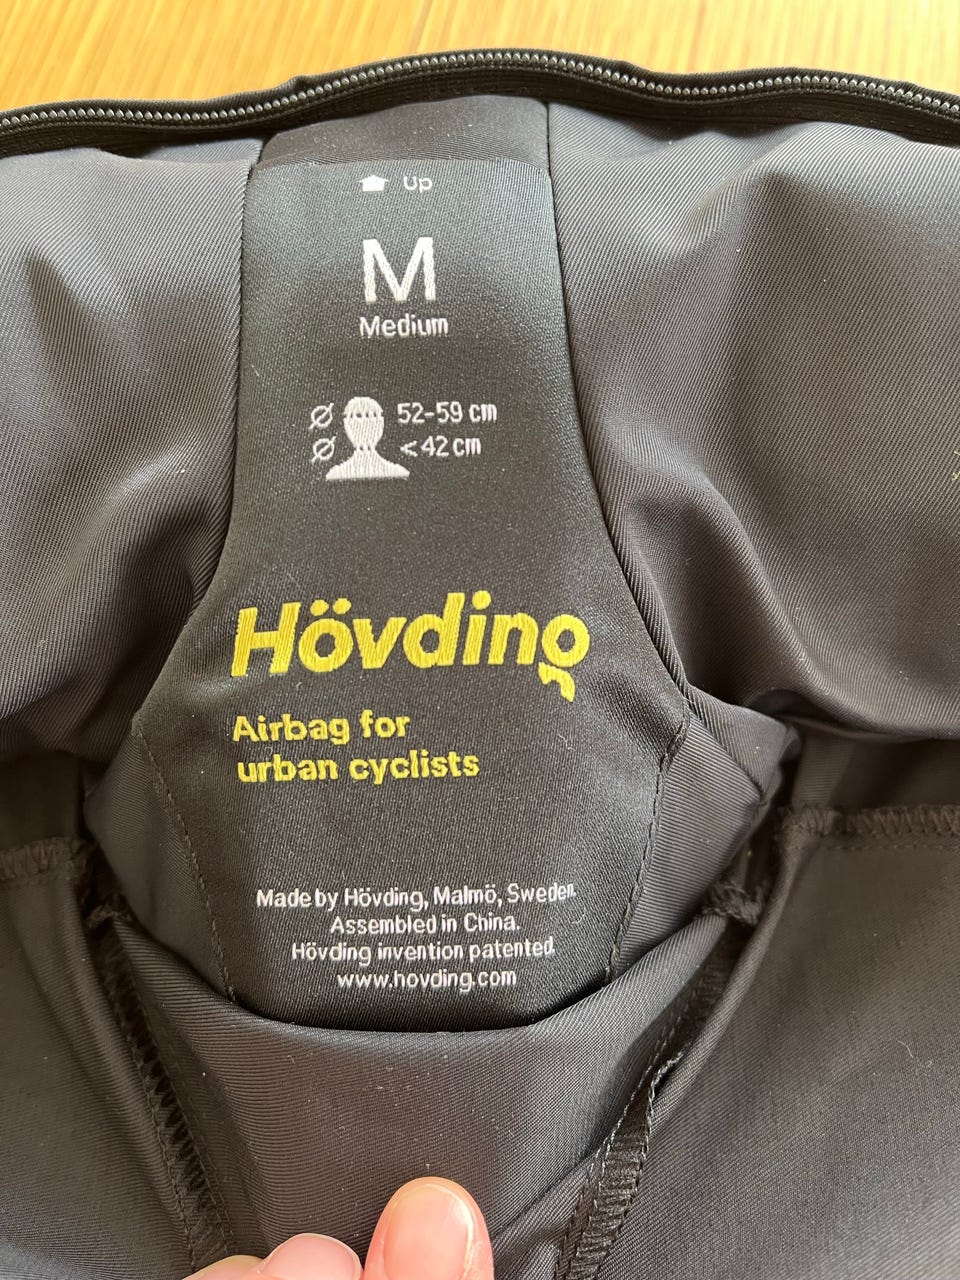 Up
M
Medium
Ø 52-59 cm
Ø <42 cm
Hövding
Airbag for
urban cyclists
Made by Hövding, Malmö, Sweden.
Assembled in China.
Hövding invention patented
www.hovding.com